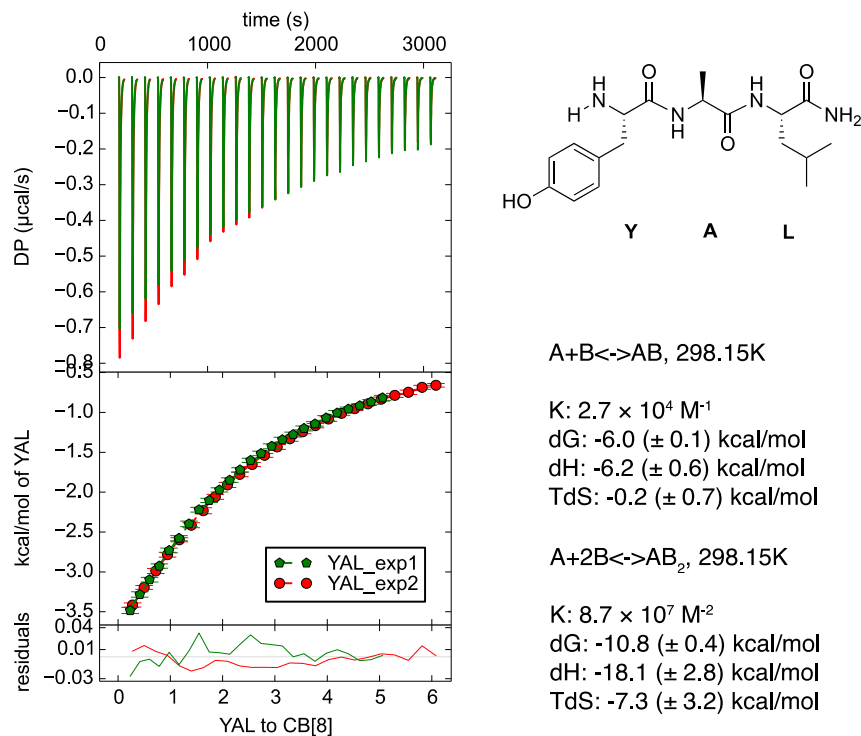 time (s)
0 1000 2000 3000
0.0
−0.1
−0.2
−0.3
−0.4
−0.5
−0.6
−0.7
−0.8
DP (µcal/s)
−0.5
−1.0
−1.5
−2.0
−2.5
−3.0
−3.5
kcal/mol of YAL
YAL_exp1
YAL_exp2
0.04
0.01
−0.03
residuals
0 1 2 3 4 5 6
YAL to CB[8]
H N H O N H O H N O NH2
HO
Y A L
A+B<->AB, 298.15K
K: 2.7 × 10⁴ M⁻¹
dG: -6.0 (± 0.1) kcal/mol
dH: -6.2 (± 0.6) kcal/mol
TdS: -0.2 (± 0.7) kcal/mol
A+2B<->AB₂, 298.15K
K: 8.7 × 10⁷ M⁻²
dG: -10.8 (± 0.4) kcal/mol
dH: -18.1 (± 2.8) kcal/mol
TdS: -7.3 (± 3.2) kcal/mol